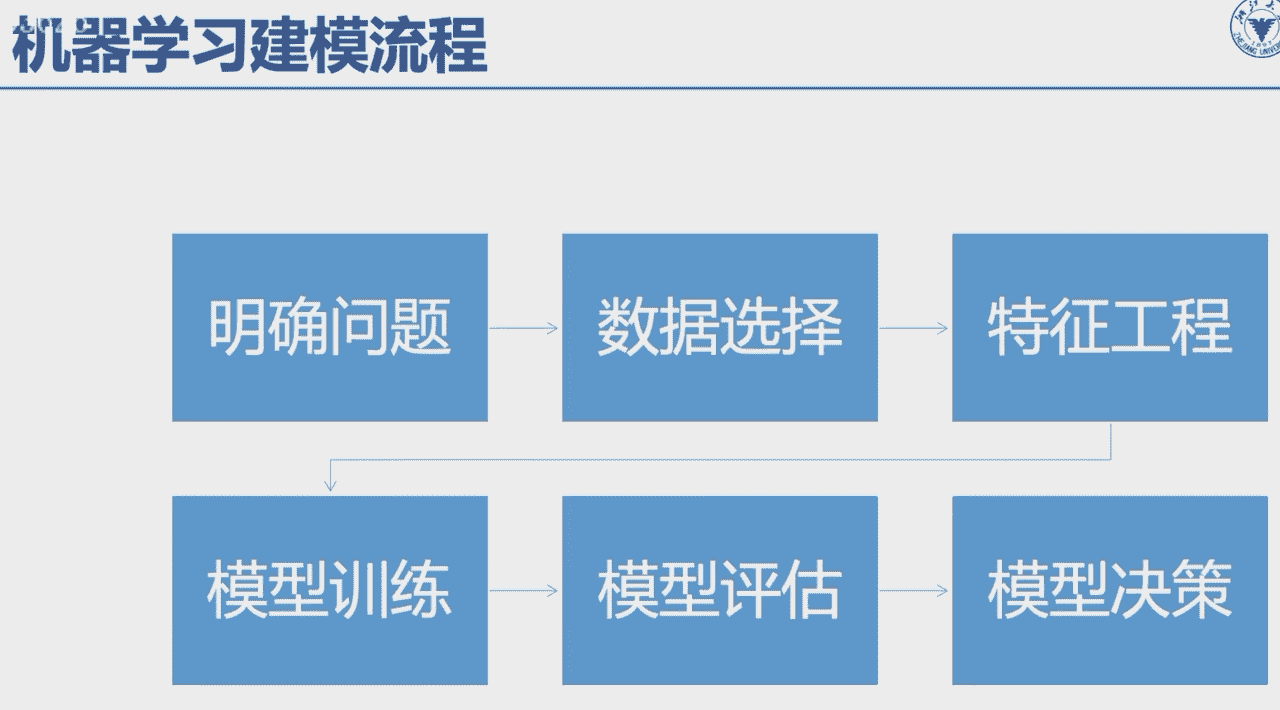 机器学习建模流程
明确问题
数据选择
特征工程
模型训练
模型评估
模型决策